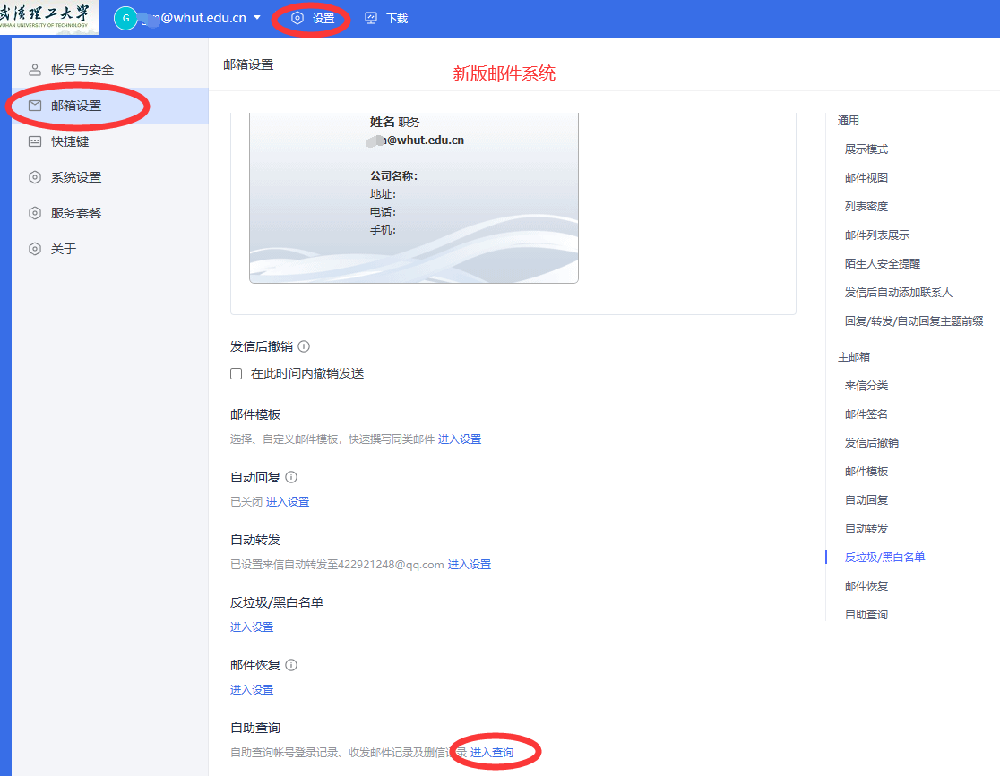 武汉理工大学
WUHAN UNIVERSITY OF TECHNOLOGY
G
@whut.edu.cn
设置
下载
帐号与安全
邮箱设置
快捷键
系统设置
服务套餐
关于
邮箱设置
新版邮件系统
姓名 职务
@whut.edu.cn
公司名称：
地址：
电话：
手机：
发信后撤销
在此时间内撤销发送
邮件模板
选择、自定义邮件模板，快速撰写同类邮件 进入设置
自动回复
已关闭 进入设置
自动转发
已设置来信自动转发至422921248@qq.com 进入设置
反垃圾/黑白名单
进入设置
邮件恢复
进入设置
自助查询
自助查询帐号登录记录、收发邮件记录及删信记录 进入查询
通用
展示模式
邮件视图
列表密度
邮件列表展示
陌生人安全提醒
发信后自动添加联系人
回复/转发/自动回复主题前缀
主邮箱
来信分类
邮件签名
发信后撤销
邮件模板
自动回复
自动转发
反垃圾/黑白名单
邮件恢复
自助查询